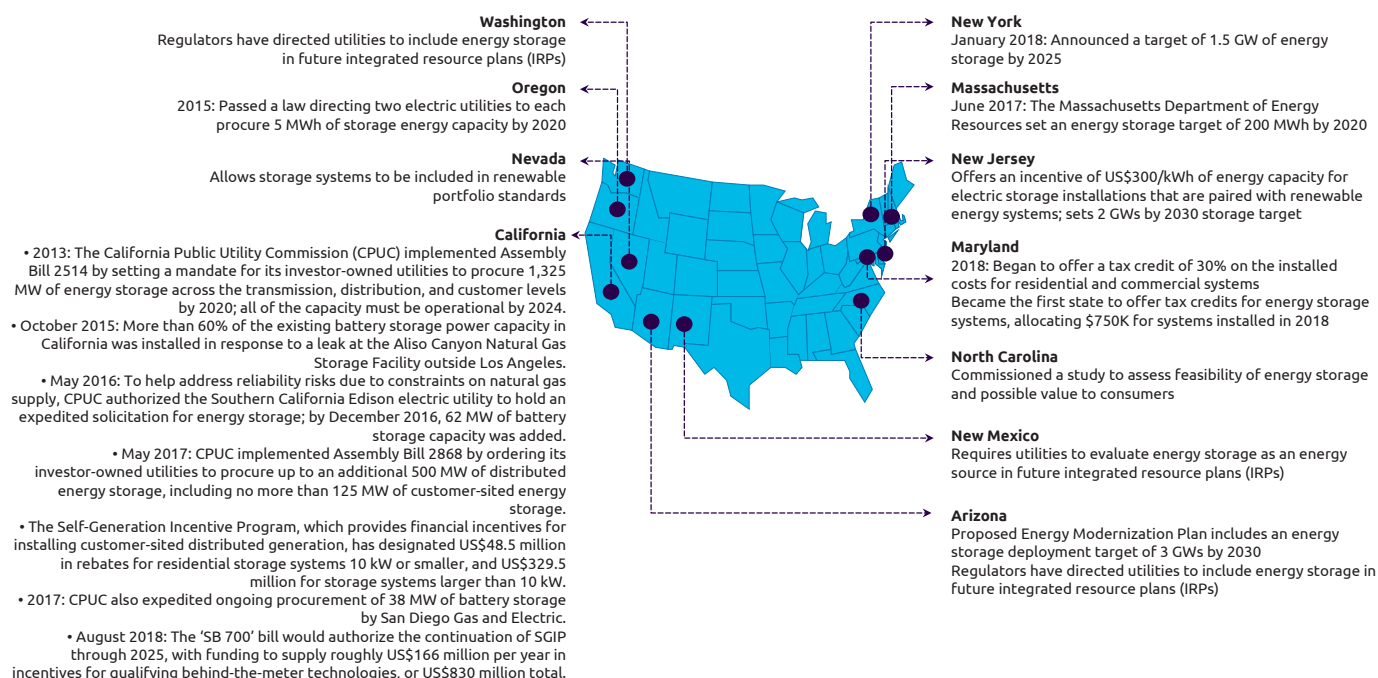 Washington
Regulators have directed utilities to include energy storage
in future integrated resource plans (IRPs)
Oregon
2015: Passed a law directing two electric utilities to each
procure 5 MWh of storage energy capacity by 2020
Nevada
Allows storage systems to be included in renewable
portfolio standards
California
• 2013: The California Public Utility Commission (CPUC) implemented Assembly
Bill 2514 by setting a mandate for its investor-owned utilities to procure 1,325
MW of energy storage across the transmission, distribution, and customer levels
by 2020; all of the capacity must be operational by 2024.
• October 2015: More than 60% of the existing battery storage power capacity in
California was installed in response to a leak at the Aliso Canyon Natural Gas
Storage Facility outside Los Angeles.
• May 2016: To help address reliability risks due to constraints on natural gas
supply, CPUC authorized the Southern California Edison electric utility to hold an
expedited solicitation for energy storage; by December 2016, 62 MW of battery
storage capacity was added.
• May 2017: CPUC implemented Assembly Bill 2868 by ordering its
investor-owned utilities to procure up to an additional 500 MW of distributed
energy storage, including no more than 125 MW of customer-sited energy
storage.
• The Self-Generation Incentive Program, which provides financial incentives for
installing customer-sited distributed generation, has designated US$48.5 million
in rebates for residential storage systems 10 kW or smaller, and US$329.5
million for storage systems larger than 10 kW.
• 2017: CPUC also expedited ongoing procurement of 38 MW of battery storage
by San Diego Gas and Electric.
• August 2018: The ‘SB 700’ bill would authorize the continuation of SGIP
through 2025, with funding to supply roughly US$166 million per year in
incentives for qualifying behind-the-meter technologies, or US$830 million total.
New York
January 2018: Announced a target of 1.5 GW of energy
storage by 2025
Massachusetts
June 2017: The Massachusetts Department of Energy
Resources set an energy storage target of 200 MWh by 2020
New Jersey
Offers an incentive of US$300/kWh of energy capacity for
electric storage installations that are paired with renewable
energy systems; sets 2 GWs by 2030 storage target
Maryland
2018: Began to offer a tax credit of 30% on the installed
costs for residential and commercial systems
Became the first state to offer tax credits for energy storage
systems, allocating $750K for systems installed in 2018
North Carolina
Commissioned a study to assess feasibility of energy storage
and possible value to consumers
New Mexico
Requires utilities to evaluate energy storage as an energy
source in future integrated resource plans (IRPs)
Arizona
Proposed Energy Modernization Plan includes an energy
storage deployment target of 3 GWs by 2030
Regulators have directed utilities to include energy storage in
future integrated resource plans (IRPs)